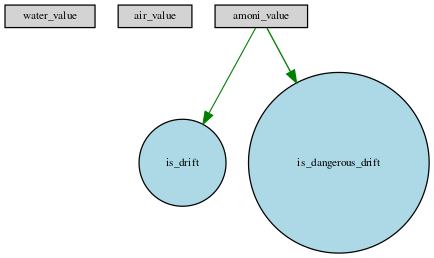 water_value
air_value
amoni_value
is_drift
is_dangerous_drift